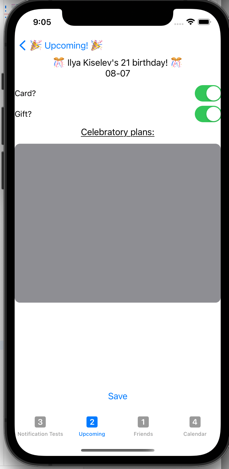 9:05
Upcoming!
Ilya Kiselev's 21 birthday!
08-07
Card?
Gift?
Celebratory plans:
Save
3 2 1 4
Notification Tests Upcoming Friends Calendar